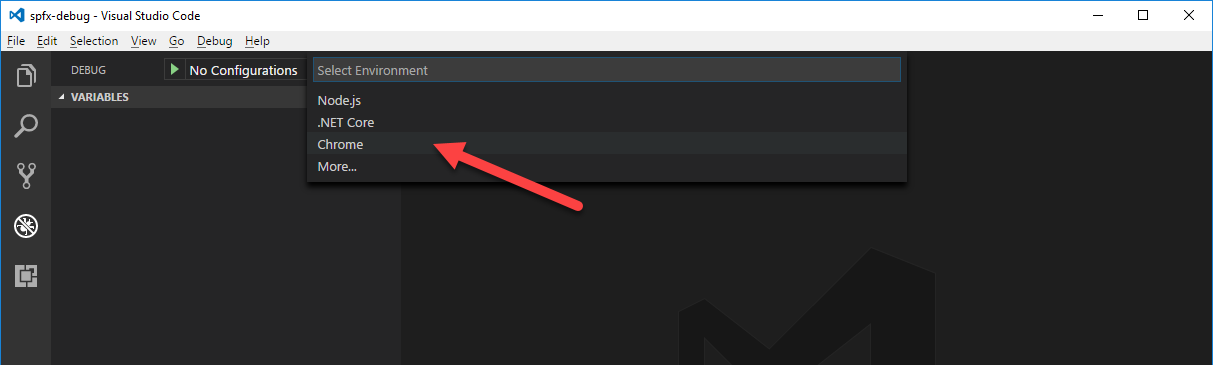 spfx-debug - Visual Studio Code
File Edit Selection View Go Debug Help
DEBUG No Configurations Select Environment
VARIABLES
Node.js
.NET Core
Chrome
More...